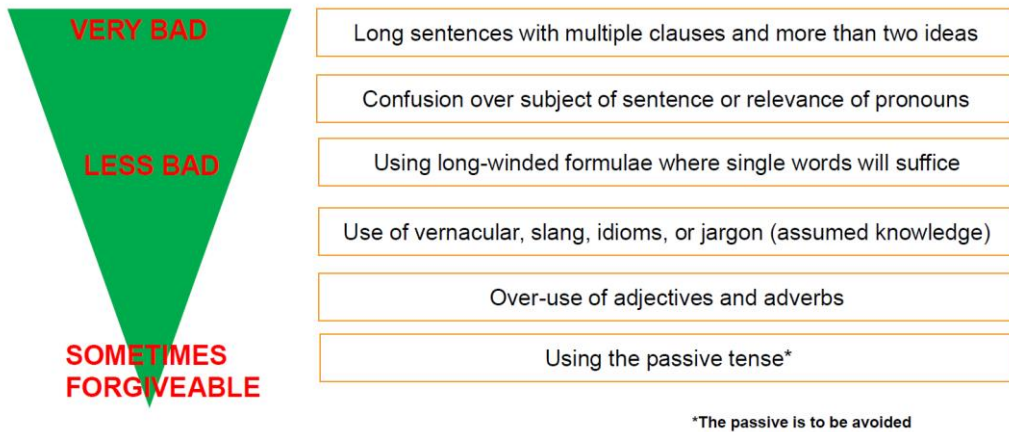 VERY BAD
Long sentences with multiple clauses and more than two ideas
Confusion over subject of sentence or relevance of pronouns
LESS BAD
Using long-winded formulae where single words will suffice
Use of vernacular, slang, idioms, or jargon (assumed knowledge)
Over-use of adjectives and adverbs
SOMETIMES
FORGIVEABLE
Using the passive tense*
*The passive is to be avoided